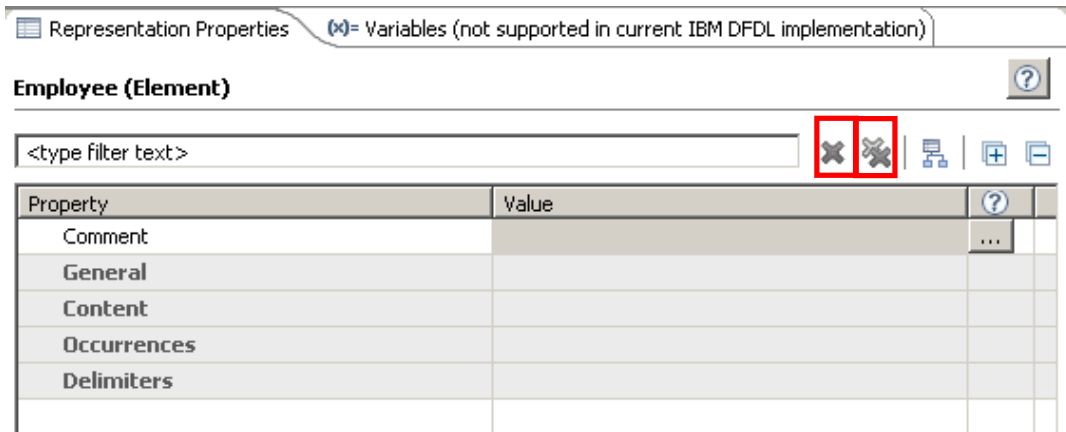 Representation Properties (x)= Variables (not supported in current IBM DFDL implementation)
Employee (Element)
?
<type filter text>
Property Value ?
Comment ...
General
Content
Occurrences
Delimiters